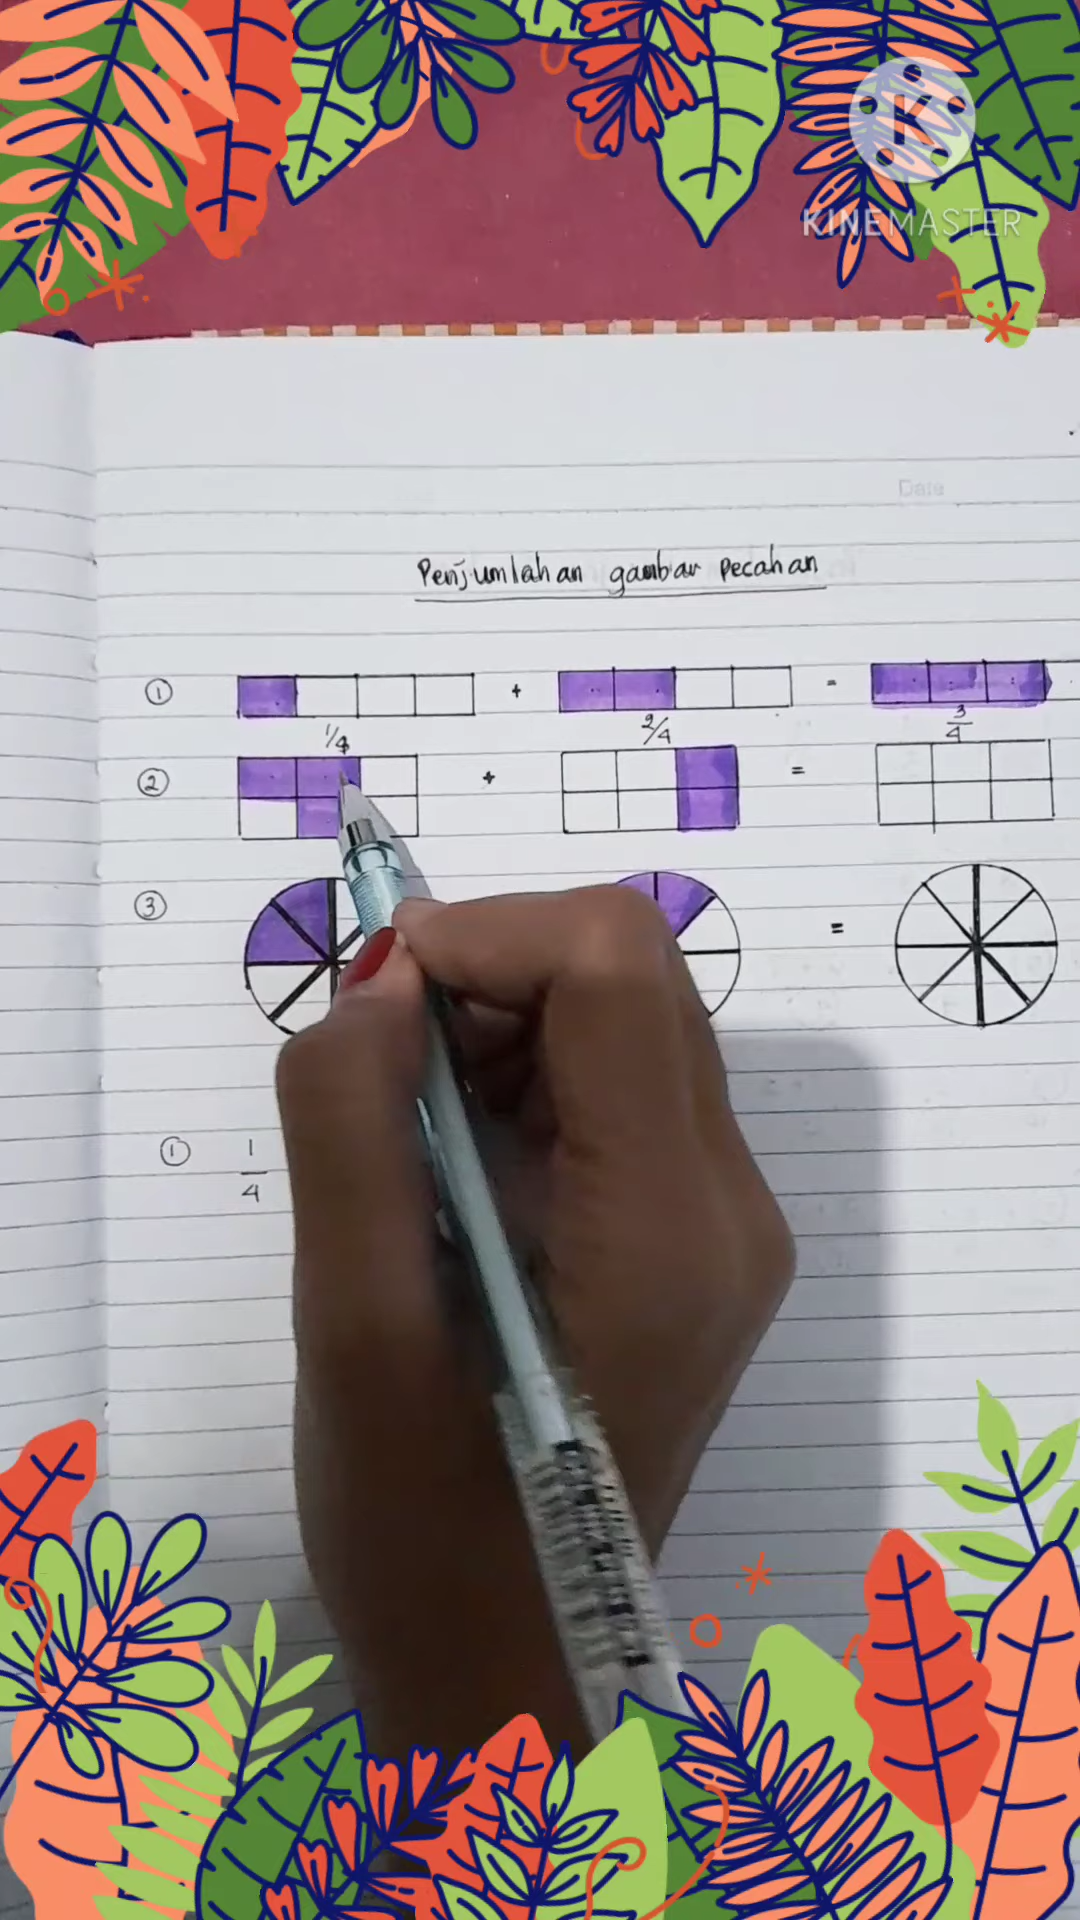 KINEMASTER
Date
Penjumlahan gambar pecahan
① + = 
1/4 2/4 3/4
② + =
③ =
① 1/4